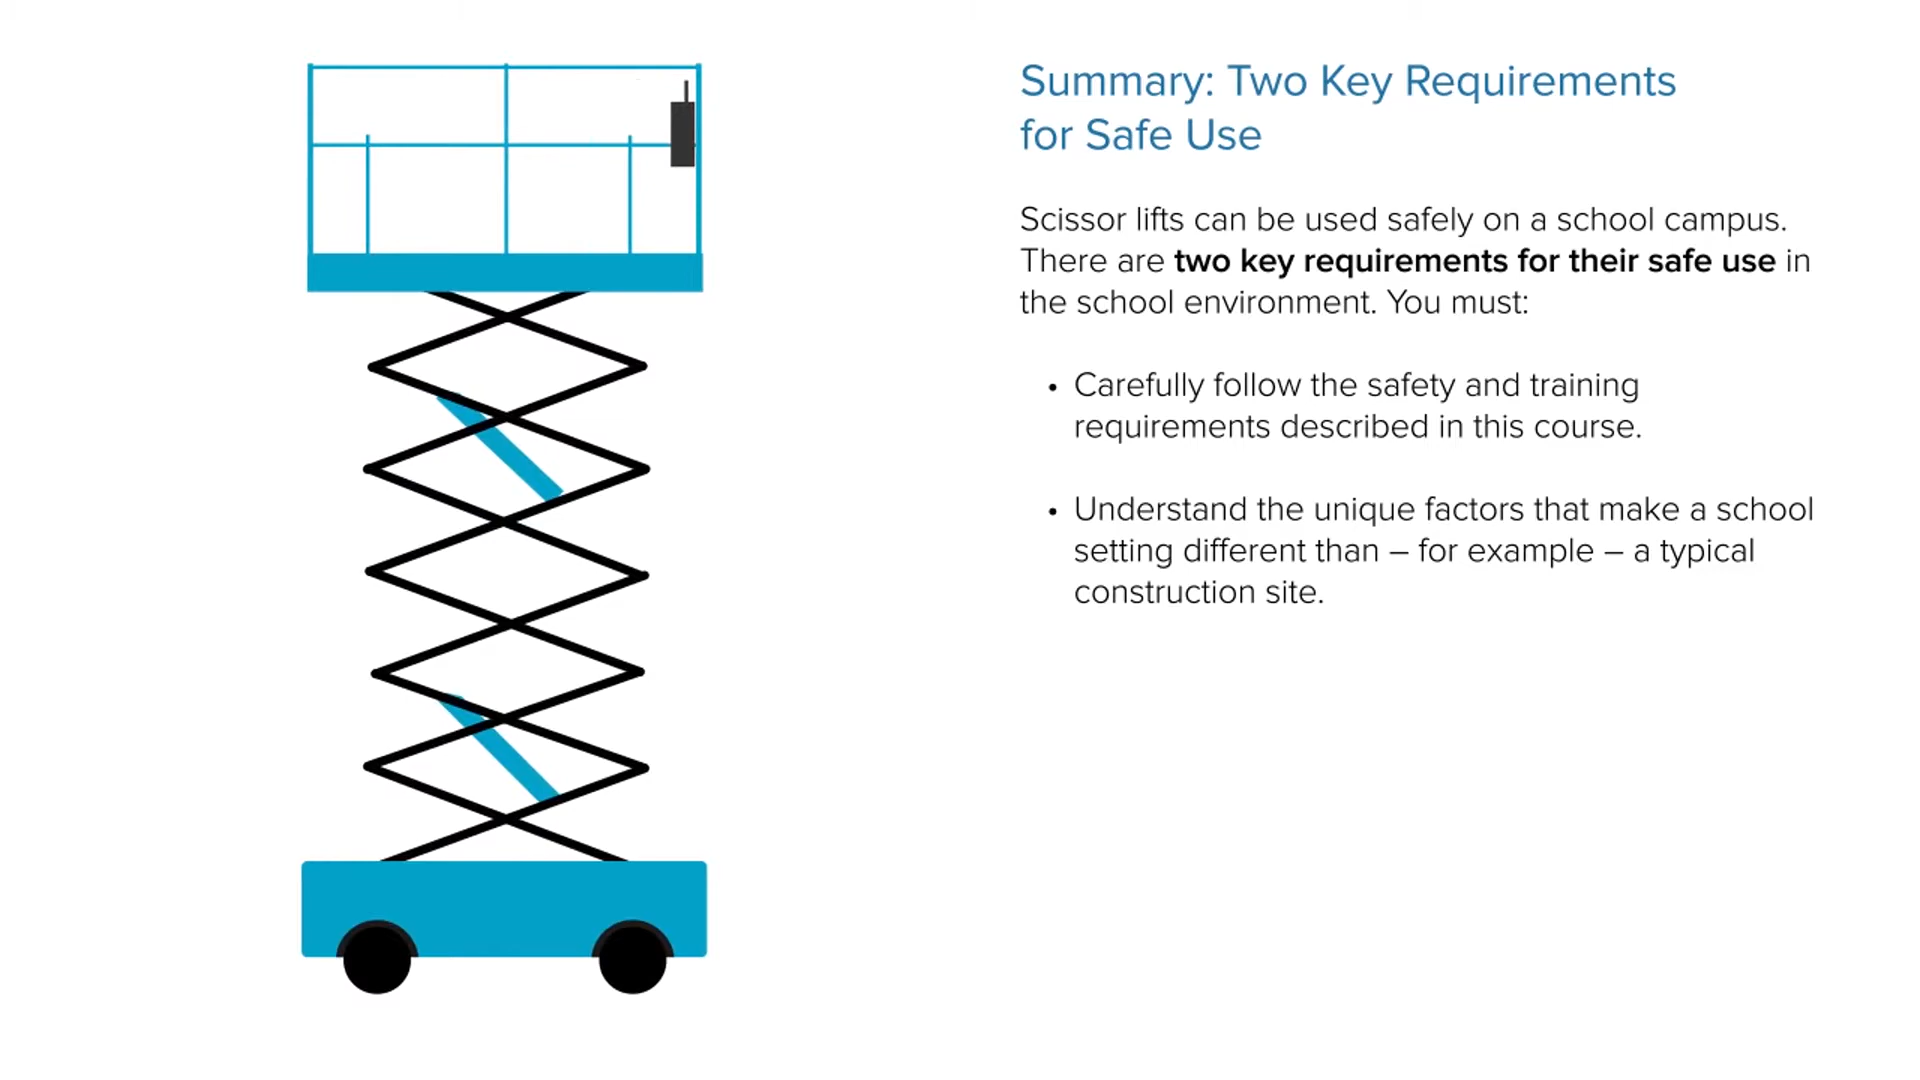 Summary: Two Key Requirements
for Safe Use
Scissor lifts can be used safely on a school campus.
There are two key requirements for their safe use in
the school environment. You must:
• Carefully follow the safety and training
requirements described in this course.
• Understand the unique factors that make a school
setting different than – for example – a typical
construction site.